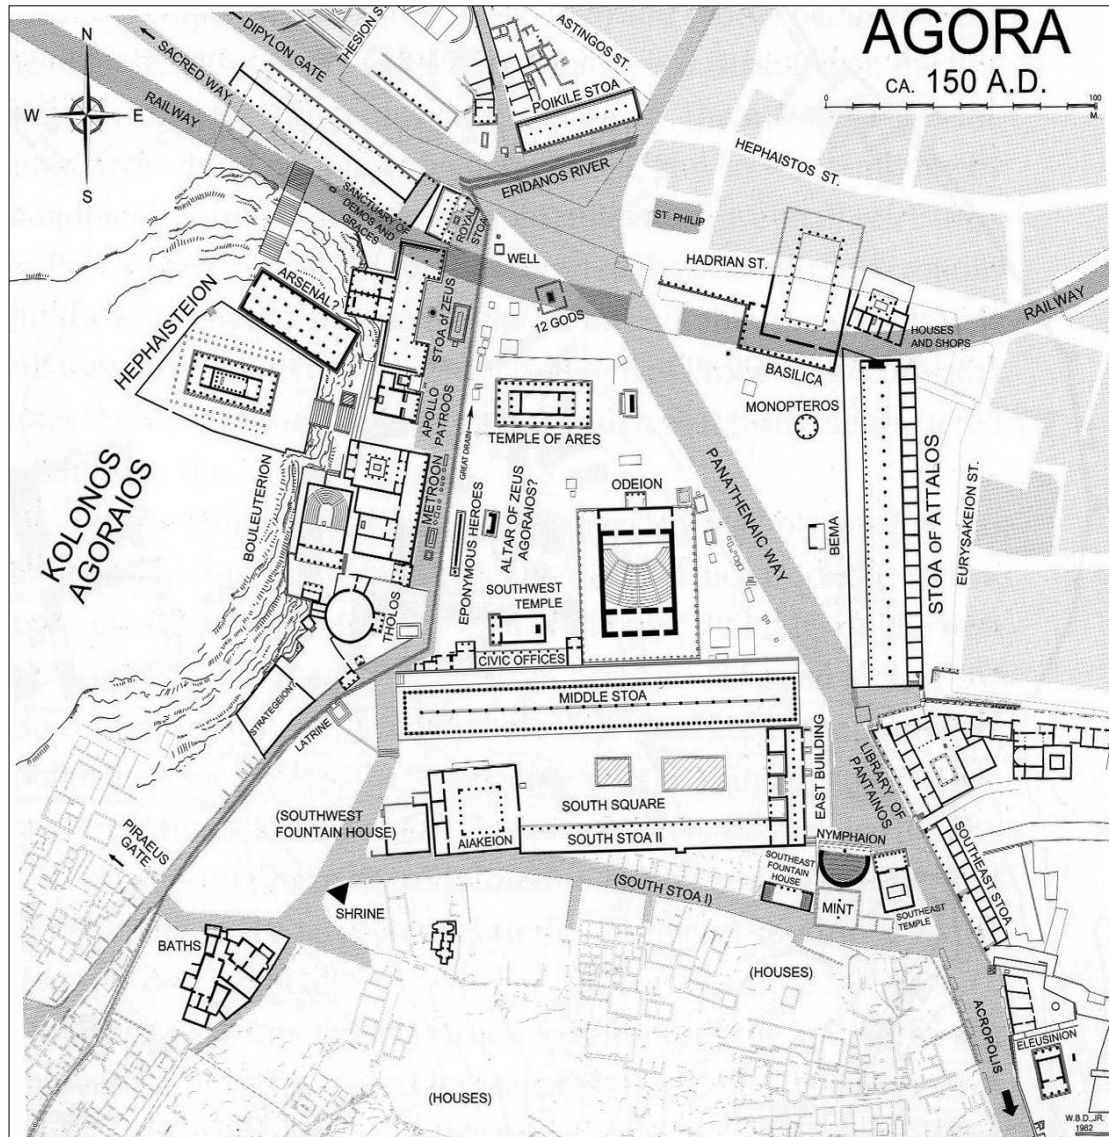 AGORA
CA. 150 A.D.
0
100
M.
N
W
E
S
SACRED WAY
DIPYLON GATE
THESION ST.
ASTINGOS ST.
RAILWAY
POIKILE STOA
ERIDANOS RIVER
HEPHAISTOS ST.
SANCTUARY OF
DEMOS AND
GRACES
ROYAL
STOA
ST. PHILIP
WELL
HADRIAN ST.
12 GODS
RAILWAY
HOUSES
AND SHOPS
ARSENAL?
HEPHAISTEION
STOA of ZEUS
BASILICA
APOLLO
PATROOS
GREAT DRAIN
TEMPLE OF ARES
MONOPTEROS
KOLONOS
AGORAIOS
BOULEUTERION
METROON
EPONYMOUS HEROES
ALTAR OF ZEUS
AGORAIOS?
ODEION
PANATHENAIC WAY
BEMA
STOA OF ATTALOS
EURYSAKEION ST.
SOUTHWEST
TEMPLE
THOLOS
CIVIC OFFICES
STRATEGEION?
LATRINE
MIDDLE STOA
EAST BUILDING
LIBRARY OF
PANTAINOS
SOUTH SQUARE
(SOUTHWEST
FOUNTAIN HOUSE)
AIAKEION
SOUTH STOA II
NYMPHAION
PIRAEUS
GATE
SOUTHEAST
FOUNTAIN
HOUSE
SOUTHEAST STOA
(SOUTH STOA I)
MINT
SOUTHEAST
TEMPLE
SHRINE
BATHS
(HOUSES)
ACROPOLIS
ELEUSINION
(HOUSES)
W.B.D. JR.
1982